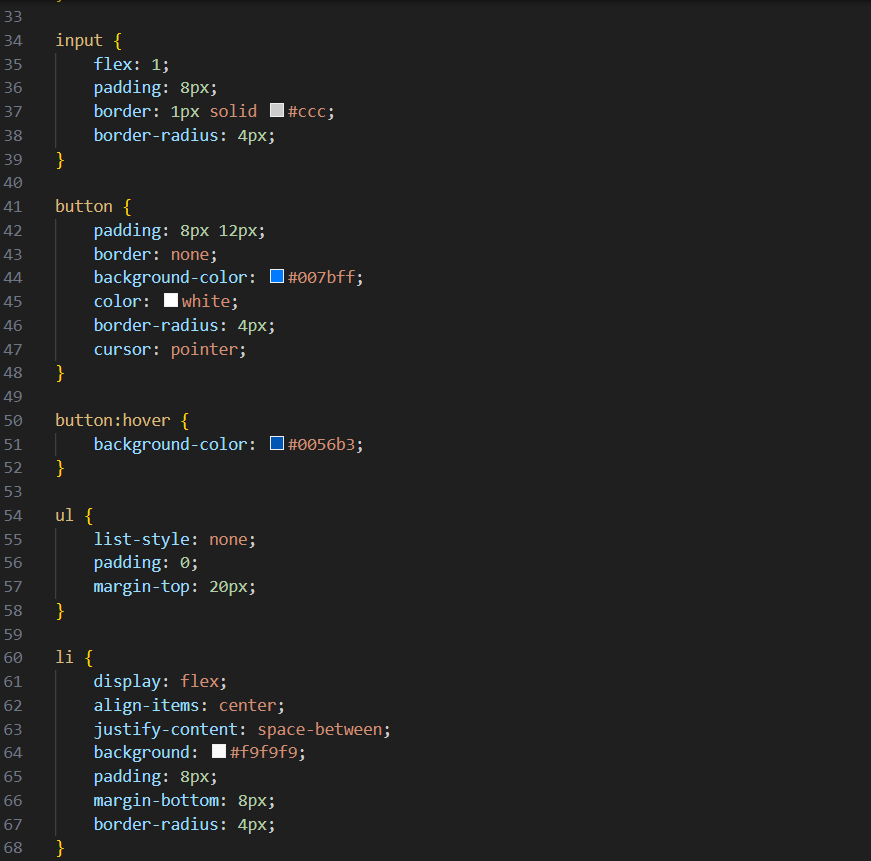 33
34 input {
35 flex: 1;
36 padding: 8px;
37 border: 1px solid #ccc;
38 border-radius: 4px;
39 }
40
41 button {
42 padding: 8px 12px;
43 border: none;
44 background-color: #007bff;
45 color: white;
46 border-radius: 4px;
47 cursor: pointer;
48 }
49
50 button:hover {
51 background-color: #0056b3;
52 }
53
54 ul {
55 list-style: none;
56 padding: 0;
57 margin-top: 20px;
58 }
59
60 li {
61 display: flex;
62 align-items: center;
63 justify-content: space-between;
64 background: #f9f9f9;
65 padding: 8px;
66 margin-bottom: 8px;
67 border-radius: 4px;
68 }